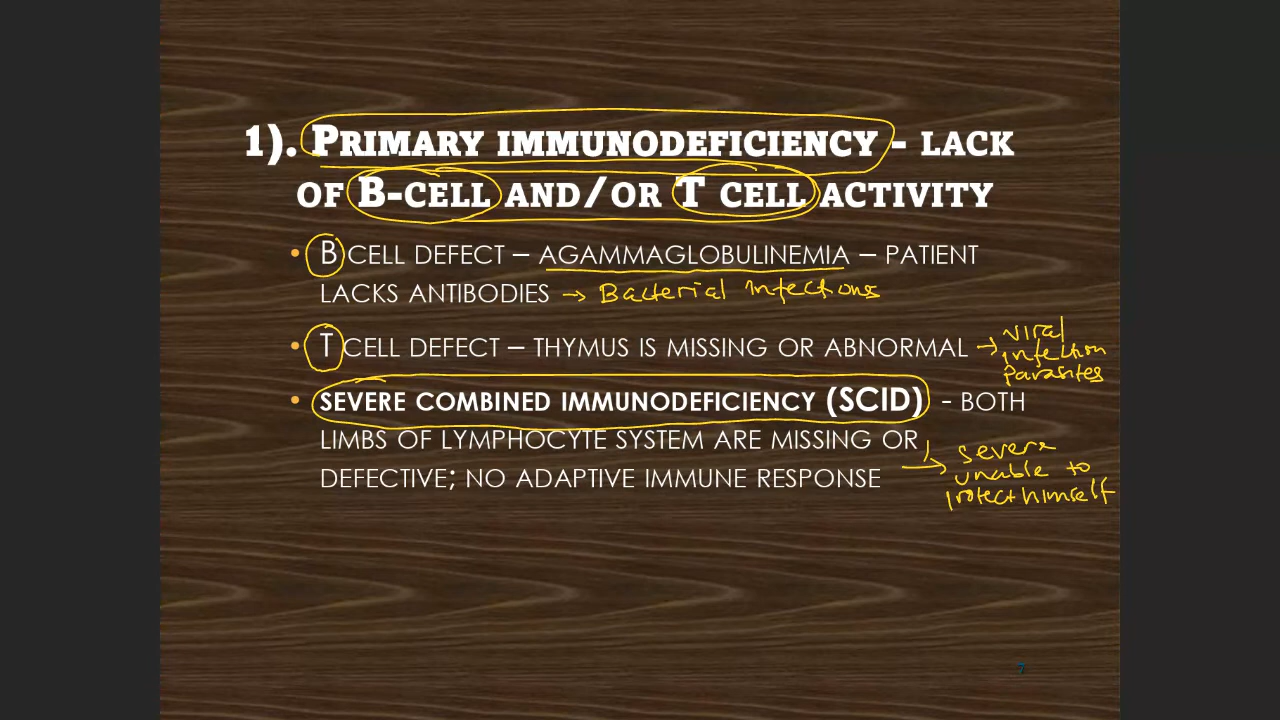 1). PRIMARY IMMUNODEFICIENCY - LACK
OF B-CELL AND/OR T CELL ACTIVITY
• B CELL DEFECT – AGAMMAGLOBULINEMIA – PATIENT
LACKS ANTIBODIES → Bacterial Infections
• T CELL DEFECT – THYMUS IS MISSING OR ABNORMAL → viral
infection
Parasites
• SEVERE COMBINED IMMUNODEFICIENCY (SCID) - BOTH
LIMBS OF LYMPHOCYTE SYSTEM ARE MISSING OR
DEFECTIVE; NO ADAPTIVE IMMUNE RESPONSE → severe
unable to
protect himself
7